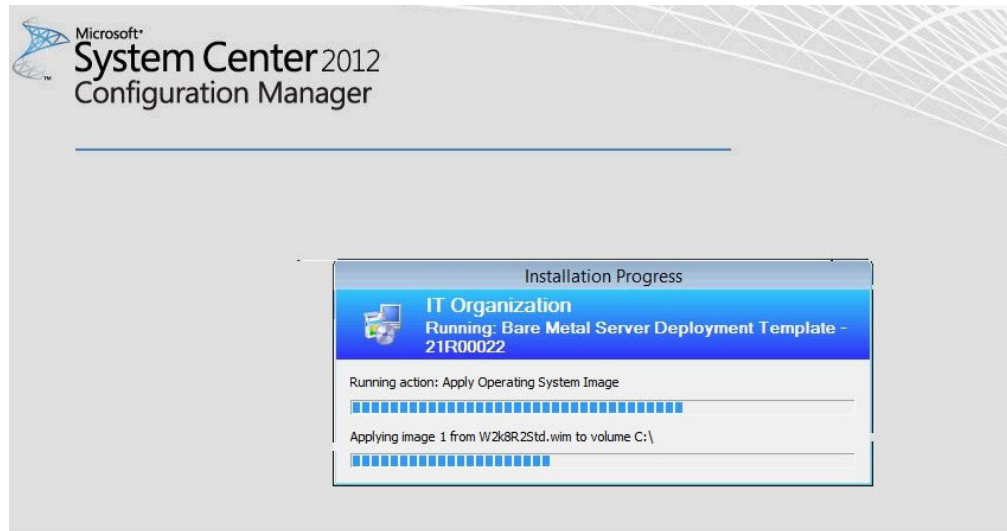 Microsoft®
System Center 2012
Configuration Manager
Installation Progress
IT Organization
Running: Bare Metal Server Deployment Template -
21R00022
Running action: Apply Operating System Image
Applying image 1 from W2k8R2Std.wim to volume C:\